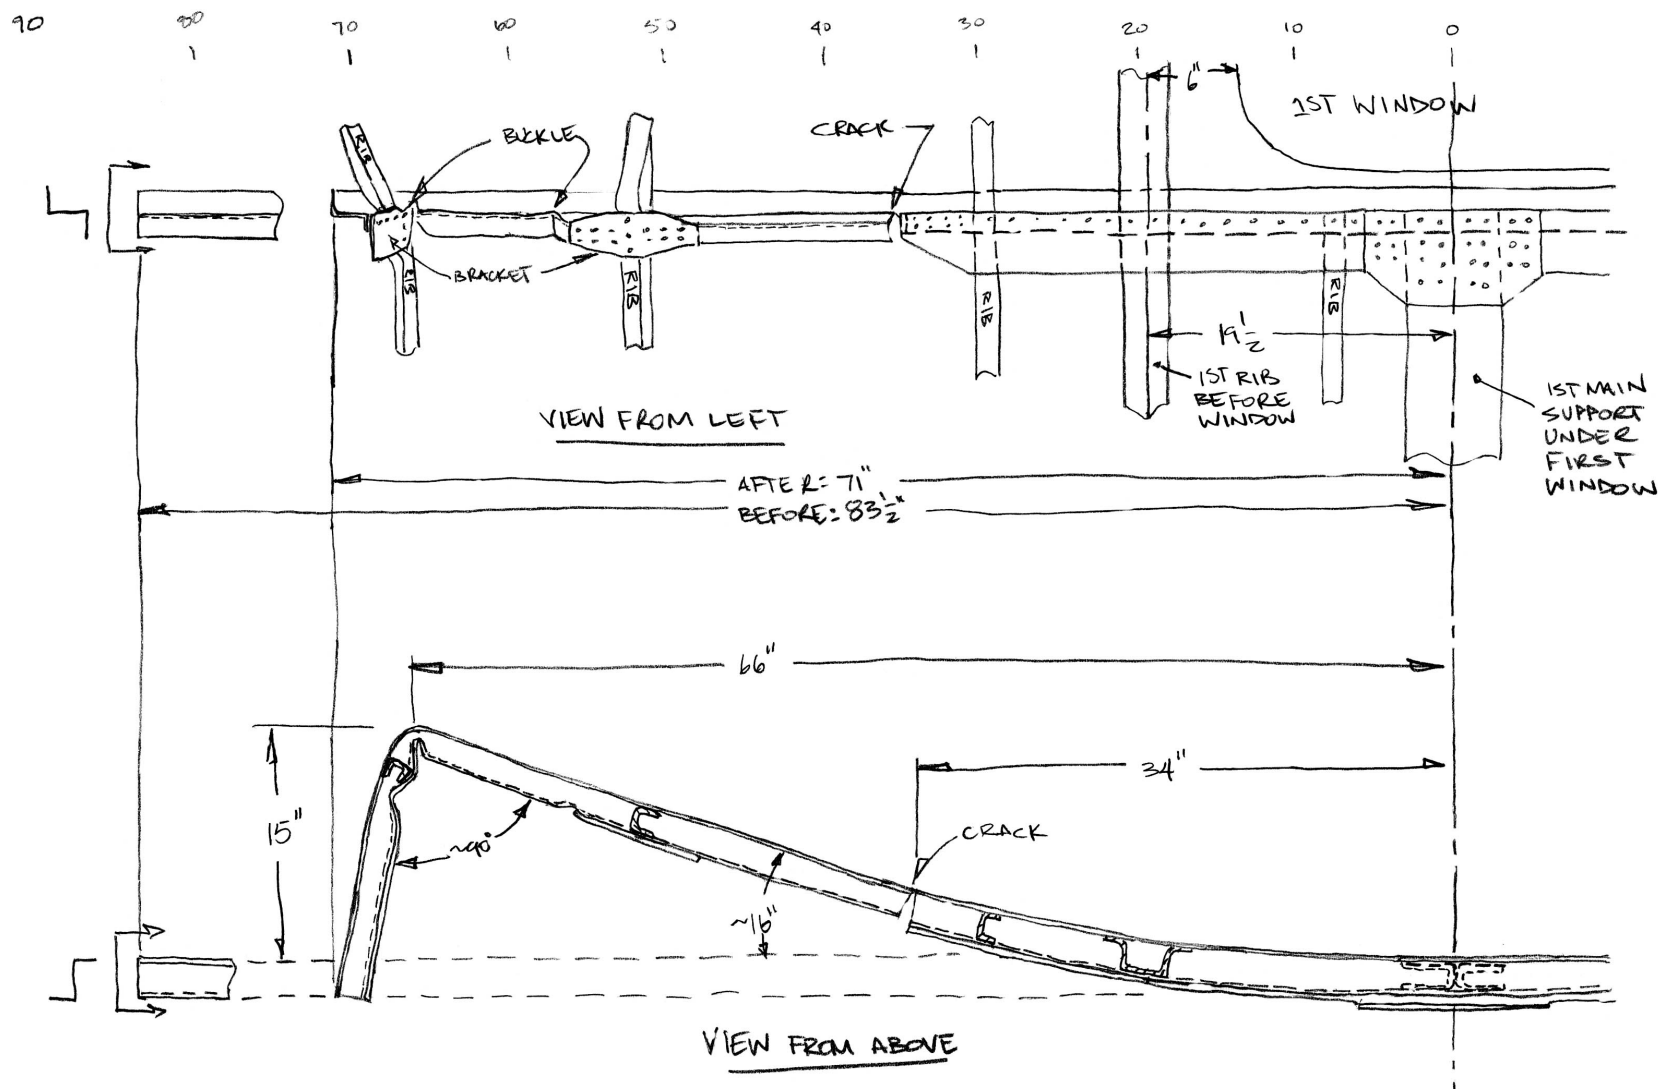 90 80 70 60 50 40 30 20 10 0
6"
1ST WINDOW
BUCKLE
CRACK
RIB
BRACKET
RIB
RIB
RIB
RIB
19 1/2
1ST RIB
BEFORE
WINDOW
1ST MAIN
SUPPORT
UNDER
FIRST
WINDOW
VIEW FROM LEFT
AFTER: 71"
BEFORE: 83 1/2"
66"
34"
15"
~90°
CRACK
~16"
VIEW FROM ABOVE